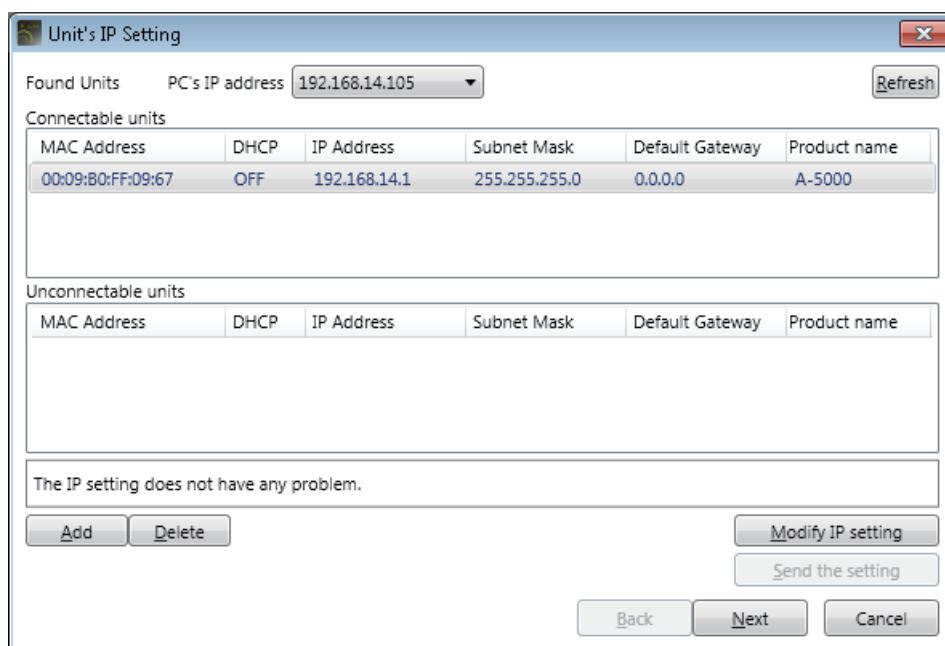 Unit's IP Setting
Found Units PC's IP address 192.168.14.105 Refresh
Connectable units
MAC Address DHCP IP Address Subnet Mask Default Gateway Product name
00:09:B0:FF:09:67 OFF 192.168.14.1 255.255.255.0 0.0.0.0 A-5000
Unconnectable units
MAC Address DHCP IP Address Subnet Mask Default Gateway Product name
The IP setting does not have any problem.
Add Delete Modify IP setting
Send the setting
Back Next Cancel